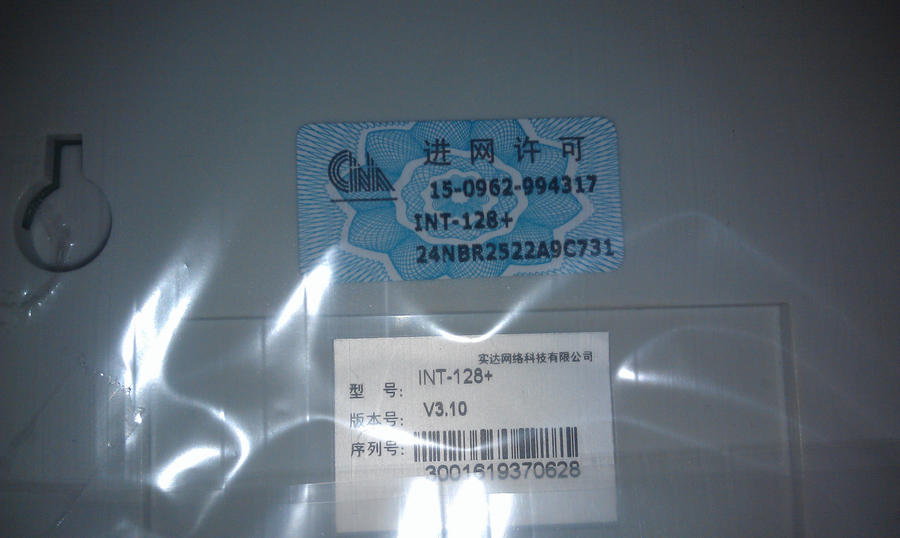 进网许可
15-0962-994317
INT-128+
24NBR2522A9C731
实达网络科技有限公司
型 号: INT-128+
版本号: V3.10
序列号:
3001619370628